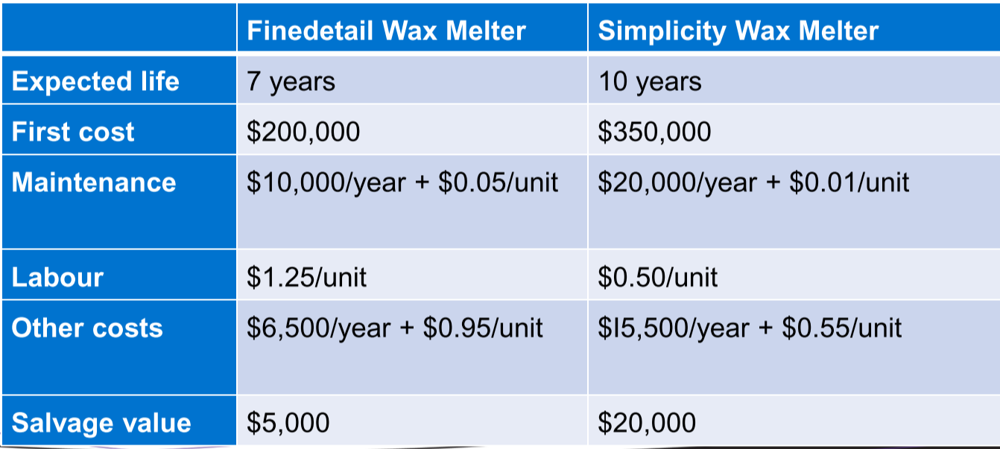 Finedetail Wax Melter Simplicity Wax Melter
Expected life 7 years 10 years
First cost $200,000 $350,000
Maintenance $10,000/year + $0.05/unit $20,000/year + $0.01/unit
Labour $1.25/unit $0.50/unit
Other costs $6,500/year + $0.95/unit $I5,500/year + $0.55/unit
Salvage value $5,000 $20,000